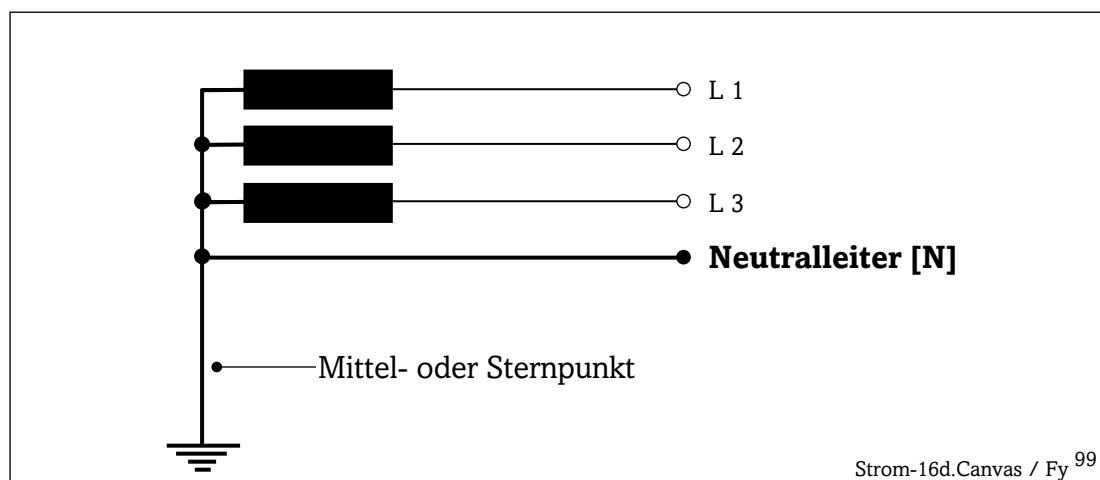 L 1
L 2
L 3
Neutralleiter [N]
Mittel- oder Sternpunkt
Strom-16d.Canvas / Fy 99